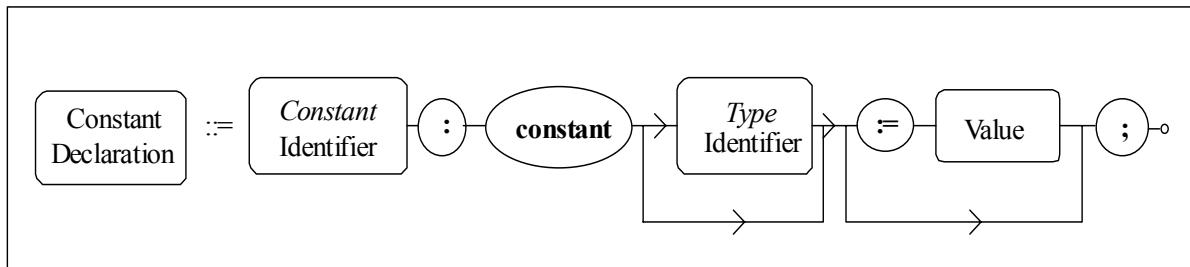 Constant
Declaration
::=
Constant
Identifier
:
constant
Type
Identifier
:=
Value
;